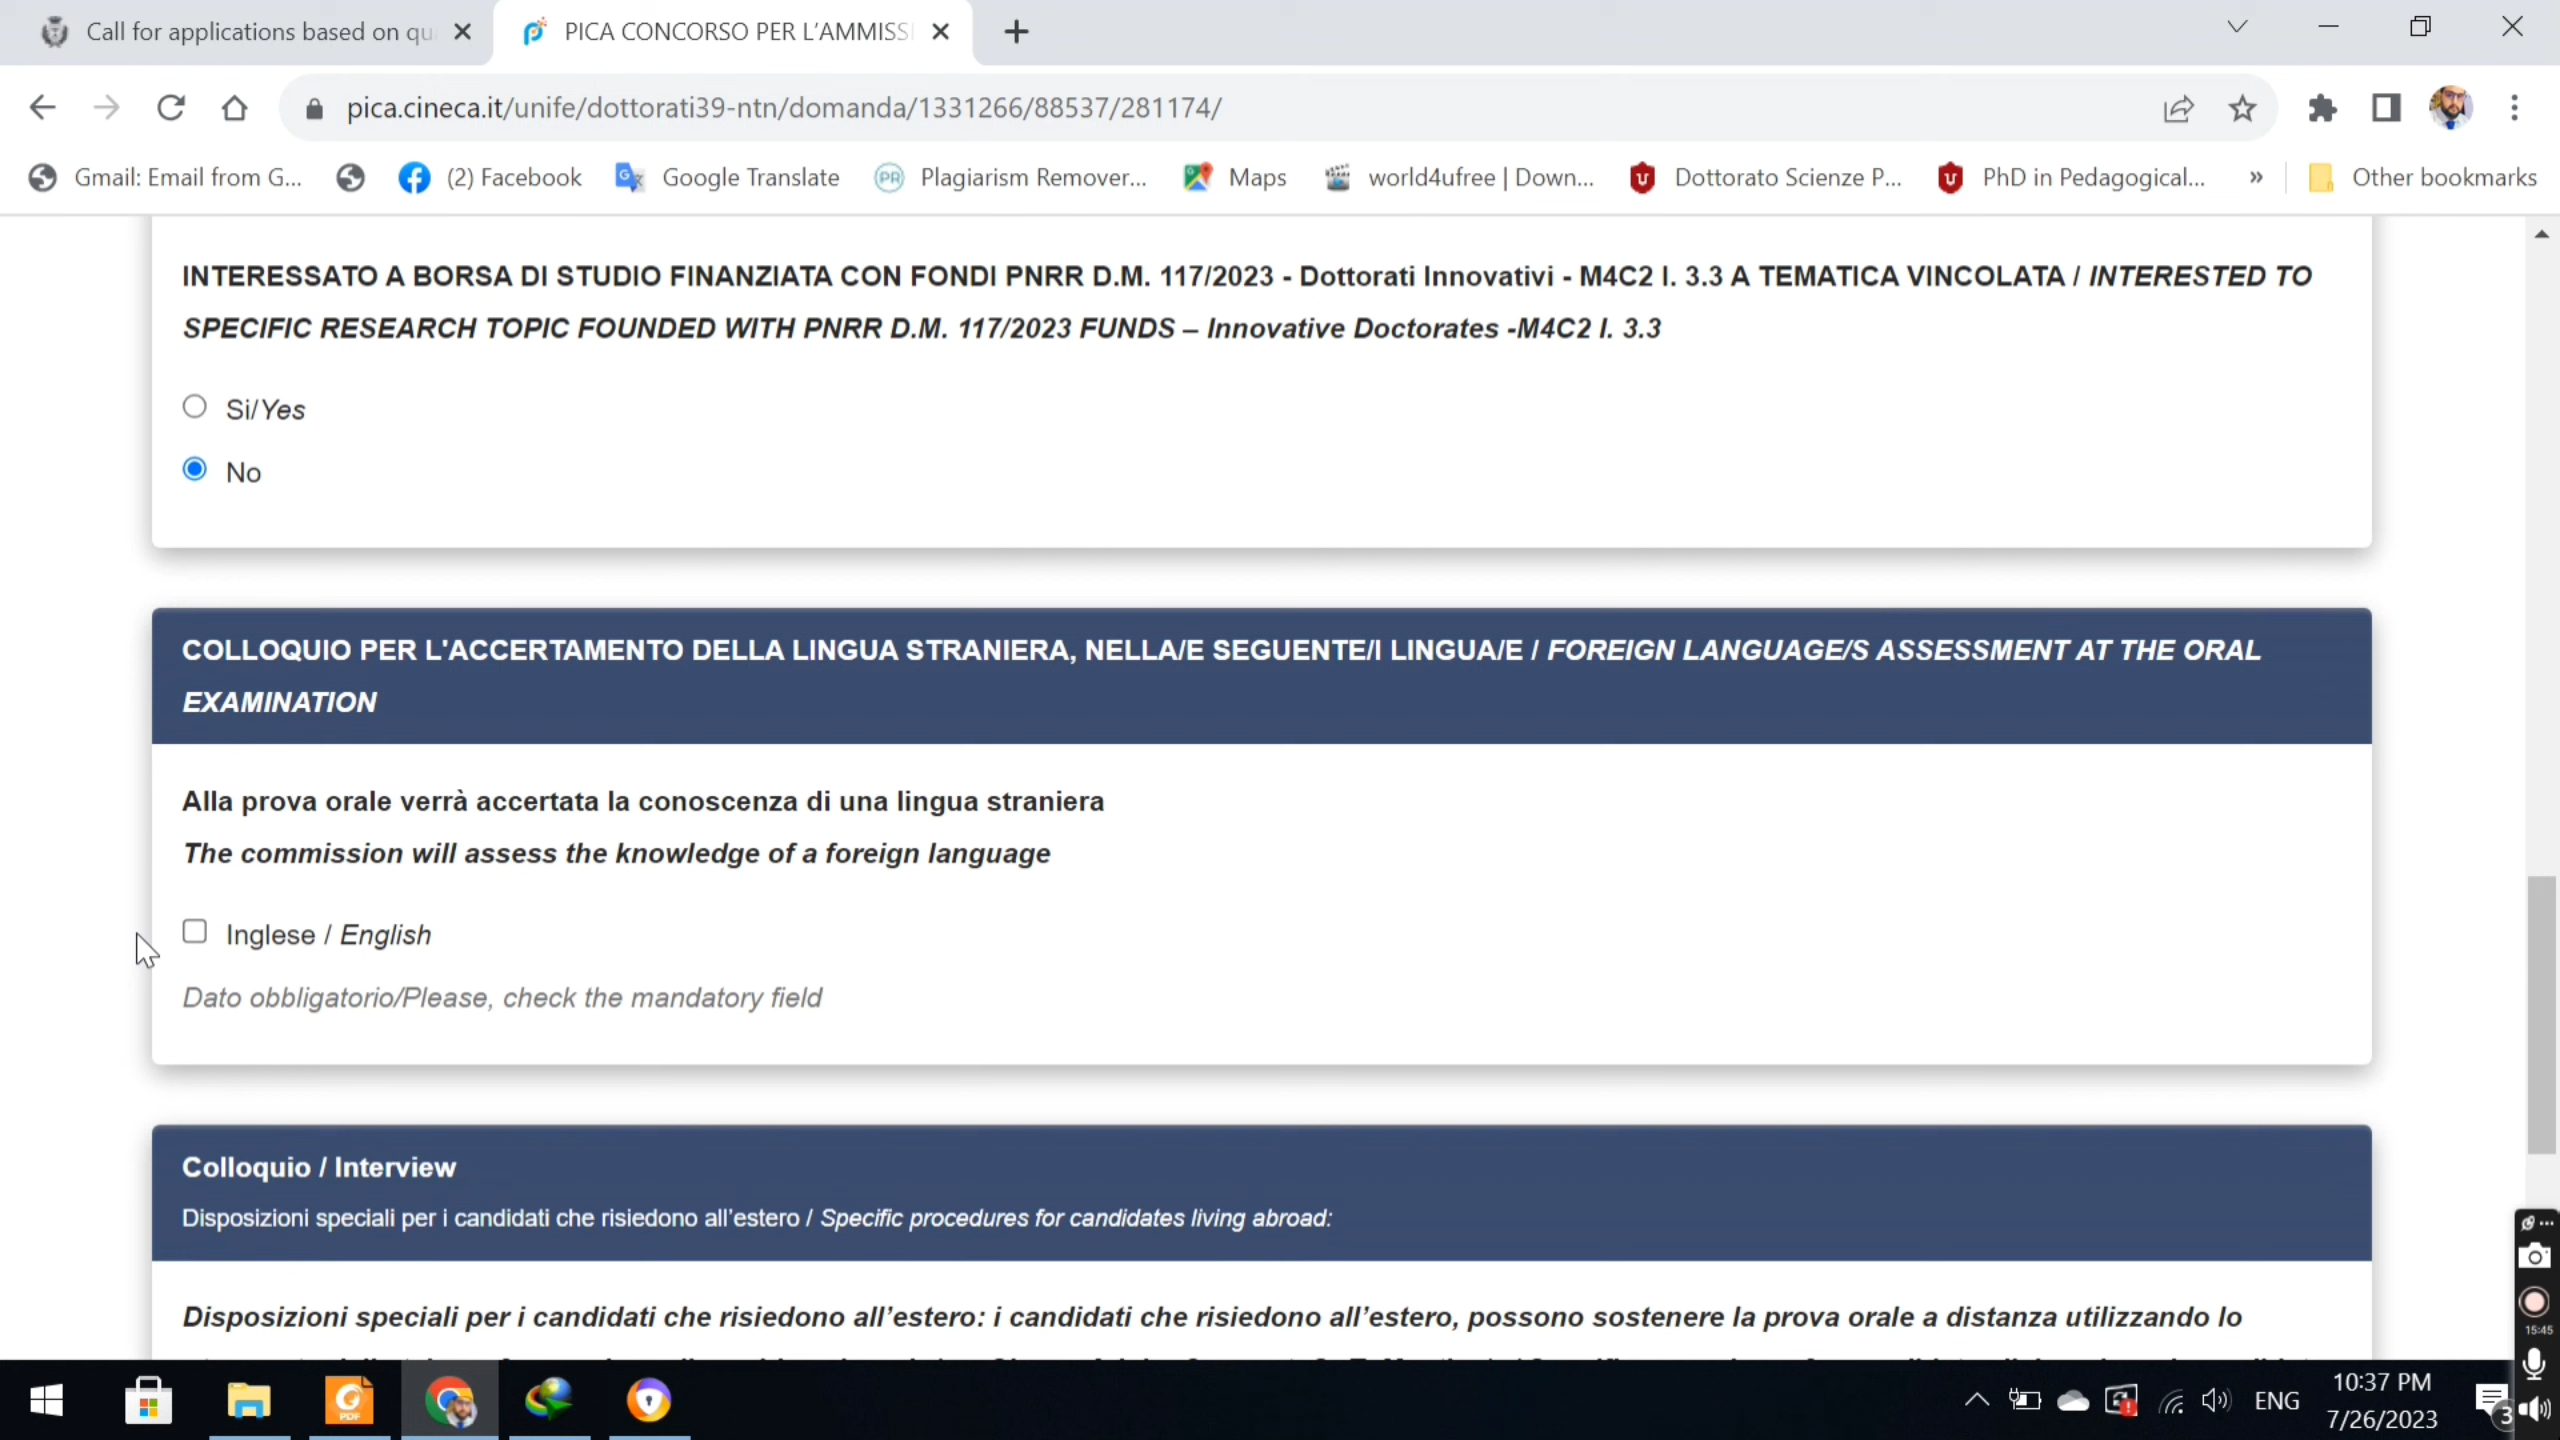 Call for applications based on qu
PICA CONCORSO PER L'AMMISS
pica.cineca.it/unife/dottorati39-ntn/domanda/1331266/88537/281174/
Gmail: Email from G...
(2) Facebook
Google Translate
PR
Plagiarism Remover...
Maps
world4ufree | Down...
Dottorato Scienze P...
PhD in Pedagogical...
»
Other bookmarks
INTERESSATO A BORSA DI STUDIO FINANZIATA CON FONDI PNRR D.M. 117/2023 - Dottorati Innovativi - M4C2 I. 3.3 A TEMATICA VINCOLATA / INTERESTED TO
SPECIFIC RESEARCH TOPIC FOUNDED WITH PNRR D.M. 117/2023 FUNDS – Innovative Doctorates -M4C2 I. 3.3
Si/Yes
No
COLLOQUIO PER L'ACCERTAMENTO DELLA LINGUA STRANIERA, NELLA/E SEGUENTE/I LINGUA/E / FOREIGN LANGUAGE/S ASSESSMENT AT THE ORAL
EXAMINATION
Alla prova orale verrà accertata la conoscenza di una lingua straniera
The commission will assess the knowledge of a foreign language
Inglese / English
Dato obbligatorio/Please, check the mandatory field
Colloquio / Interview
Disposizioni speciali per i candidati che risiedono all'estero / Specific procedures for candidates living abroad:
Disposizioni speciali per i candidati che risiedono all'estero: i candidati che risiedono all'estero, possono sostenere la prova orale a distanza utilizzando lo
15:45
PDF
ENG
10:37 PM
7/26/2023
3